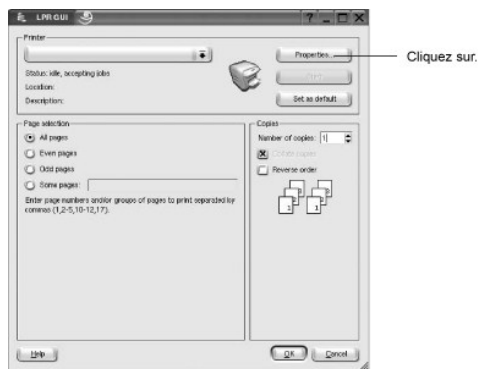 LPR GUI
Printer
Properties...
Cliquez sur.
Status: idle, accepting jobs
Location:
Description:
Set as default
Page selection
All pages
Even pages
Odd pages
Some pages:
Enter page numbers and/or groups of pages to print separated by
commas (1,2-5,10-12,17).
Copies
Number of copies: 1
Collate copies
Reverse order
Help
OK
Cancel